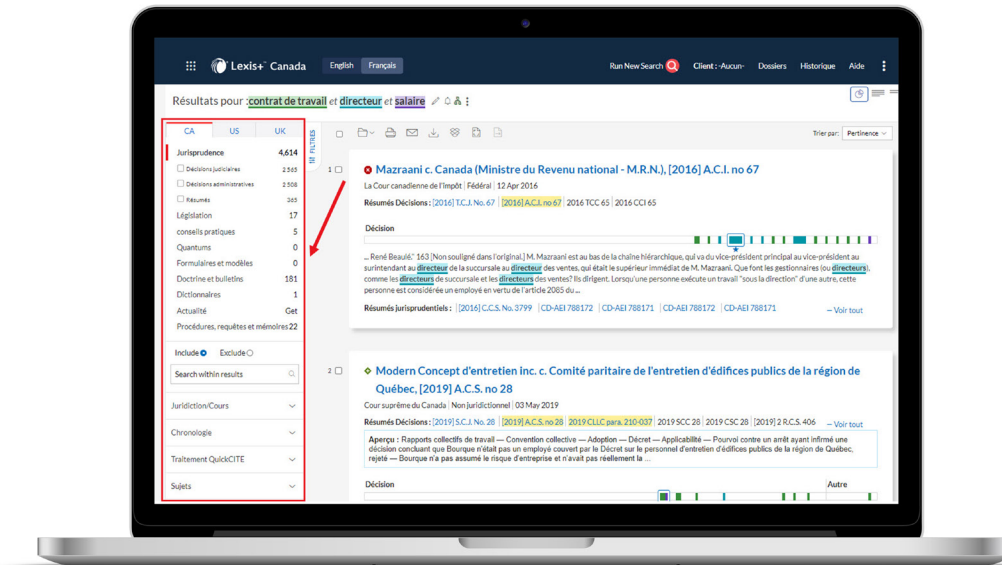 Lexis+ Canada
English Français
Run New Search Client : -Aucun- Dossiers Historique Aide
Résultats pour :contrat de travail et directeur et salaire
CA US UK
FILTRES
Jurisprudence 4,614
Décisions judiciaires 2 565
Décisions administratives 2 508
Résumés 365
Législation 17
conseils pratiques 5
Quantums 0
Formulaires et modèles 0
Doctrine et bulletins 181
Dictionnaires 1
Actualité Get
Procédures, requêtes et mémoires 22
Include Exclude
Search within results
Juridiction/Cours
Chronologie
Traitement QuickCITE
Sujets
Trier par: Pertinence
1 Mazraani c. Canada (Ministre du Revenu national - M.R.N.), [2016] A.C.I. no 67
La Cour canadienne de l'impôt | Fédéral | 12 Apr 2016
Résumés Décisions : [2016] T.C.J. No. 67 | [2016] A.C.I. no 67 | 2016 TCC 65 | 2016 CCI 65
Décision
... René Beaulé." 163 [Non souligné dans l'original.] M. Mazraani est au bas de la chaîne hiérarchique, qui va du vice-président principal au vice-président au
surintendant au directeur de la succursale au directeur des ventes, qui était le supérieur immédiat de M. Mazraani. Que font les gestionnaires (ou directeurs),
comme les directeurs de succursale et les directeurs des ventes? Ils dirigent. Lorsqu'une personne exécute un travail "sous la direction" d'une autre, cette
personne est considérée un employé en vertu de l'article 2085 du ...
Résumés jurisprudentiels : | [2016] C.C.S. No. 3799 | CD-AEI 788172 | CD-AEI 788171 | CD-AEI 788172 | CD-AEI 788171 – Voir tout
2 Modern Concept d'entretien inc. c. Comité paritaire de l'entretien d'édifices publics de la région de
Québec, [2019] A.C.S. no 28
Cour suprême du Canada | Non juridictionnel | 03 May 2019
Résumés Décisions : [2019] S.C.J. No. 28 | [2019] A.C.S. no 28 | 2019 CLLC para. 210-037 | 2019 SCC 28 | 2019 CSC 28 | [2019] 2 R.C.S. 406 – Voir tout
Aperçu : Rapports collectifs de travail — Convention collective — Adoption — Décret — Applicabilité — Pourvoi contre un arrêt ayant infirmé une
décision concluant que Bourque n'était pas un employé couvert par le Décret sur le personnel d'entretien d'édifices publics de la région de Québec,
rejeté — Bourque n'a pas assumé le risque d'entreprise et n'avait pas réellement la ...
Décision Autre